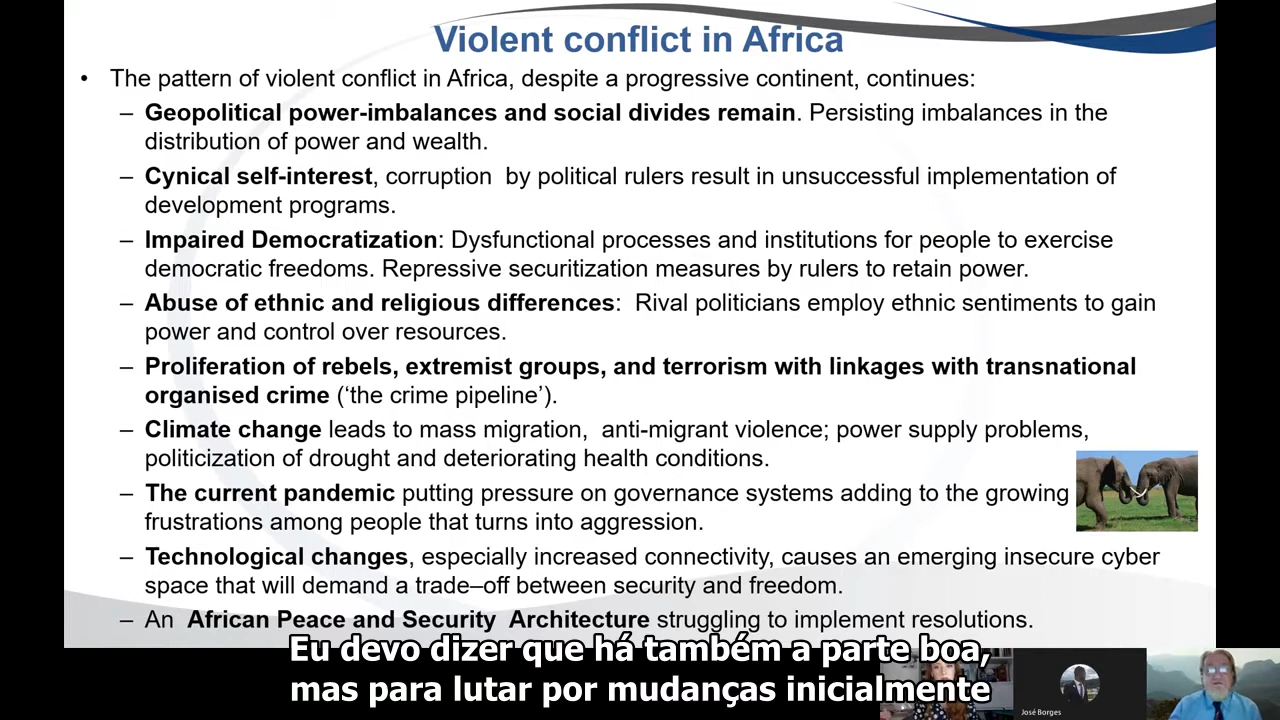 Violent conflict in Africa
• The pattern of violent conflict in Africa, despite a progressive continent, continues:
– Geopolitical power-imbalances and social divides remain. Persisting imbalances in the
distribution of power and wealth.
– Cynical self-interest, corruption by political rulers result in unsuccessful implementation of
development programs.
– Impaired Democratization: Dysfunctional processes and institutions for people to exercise
democratic freedoms. Repressive securitization measures by rulers to retain power.
– Abuse of ethnic and religious differences: Rival politicians employ ethnic sentiments to gain
power and control over resources.
– Proliferation of rebels, extremist groups, and terrorism with linkages with transnational
organised crime (‘the crime pipeline’).
– Climate change leads to mass migration, anti-migrant violence; power supply problems,
politicization of drought and deteriorating health conditions.
– The current pandemic putting pressure on governance systems adding to the growing
frustrations among people that turns into aggression.
– Technological changes, especially increased connectivity, causes an emerging insecure cyber
space that will demand a trade–off between security and freedom.
– An African Peace and Security Architecture struggling to implement resolutions.
Eu devo dizer que há também a parte boa,
mas para lutar por mudanças inicialmente
José Borges